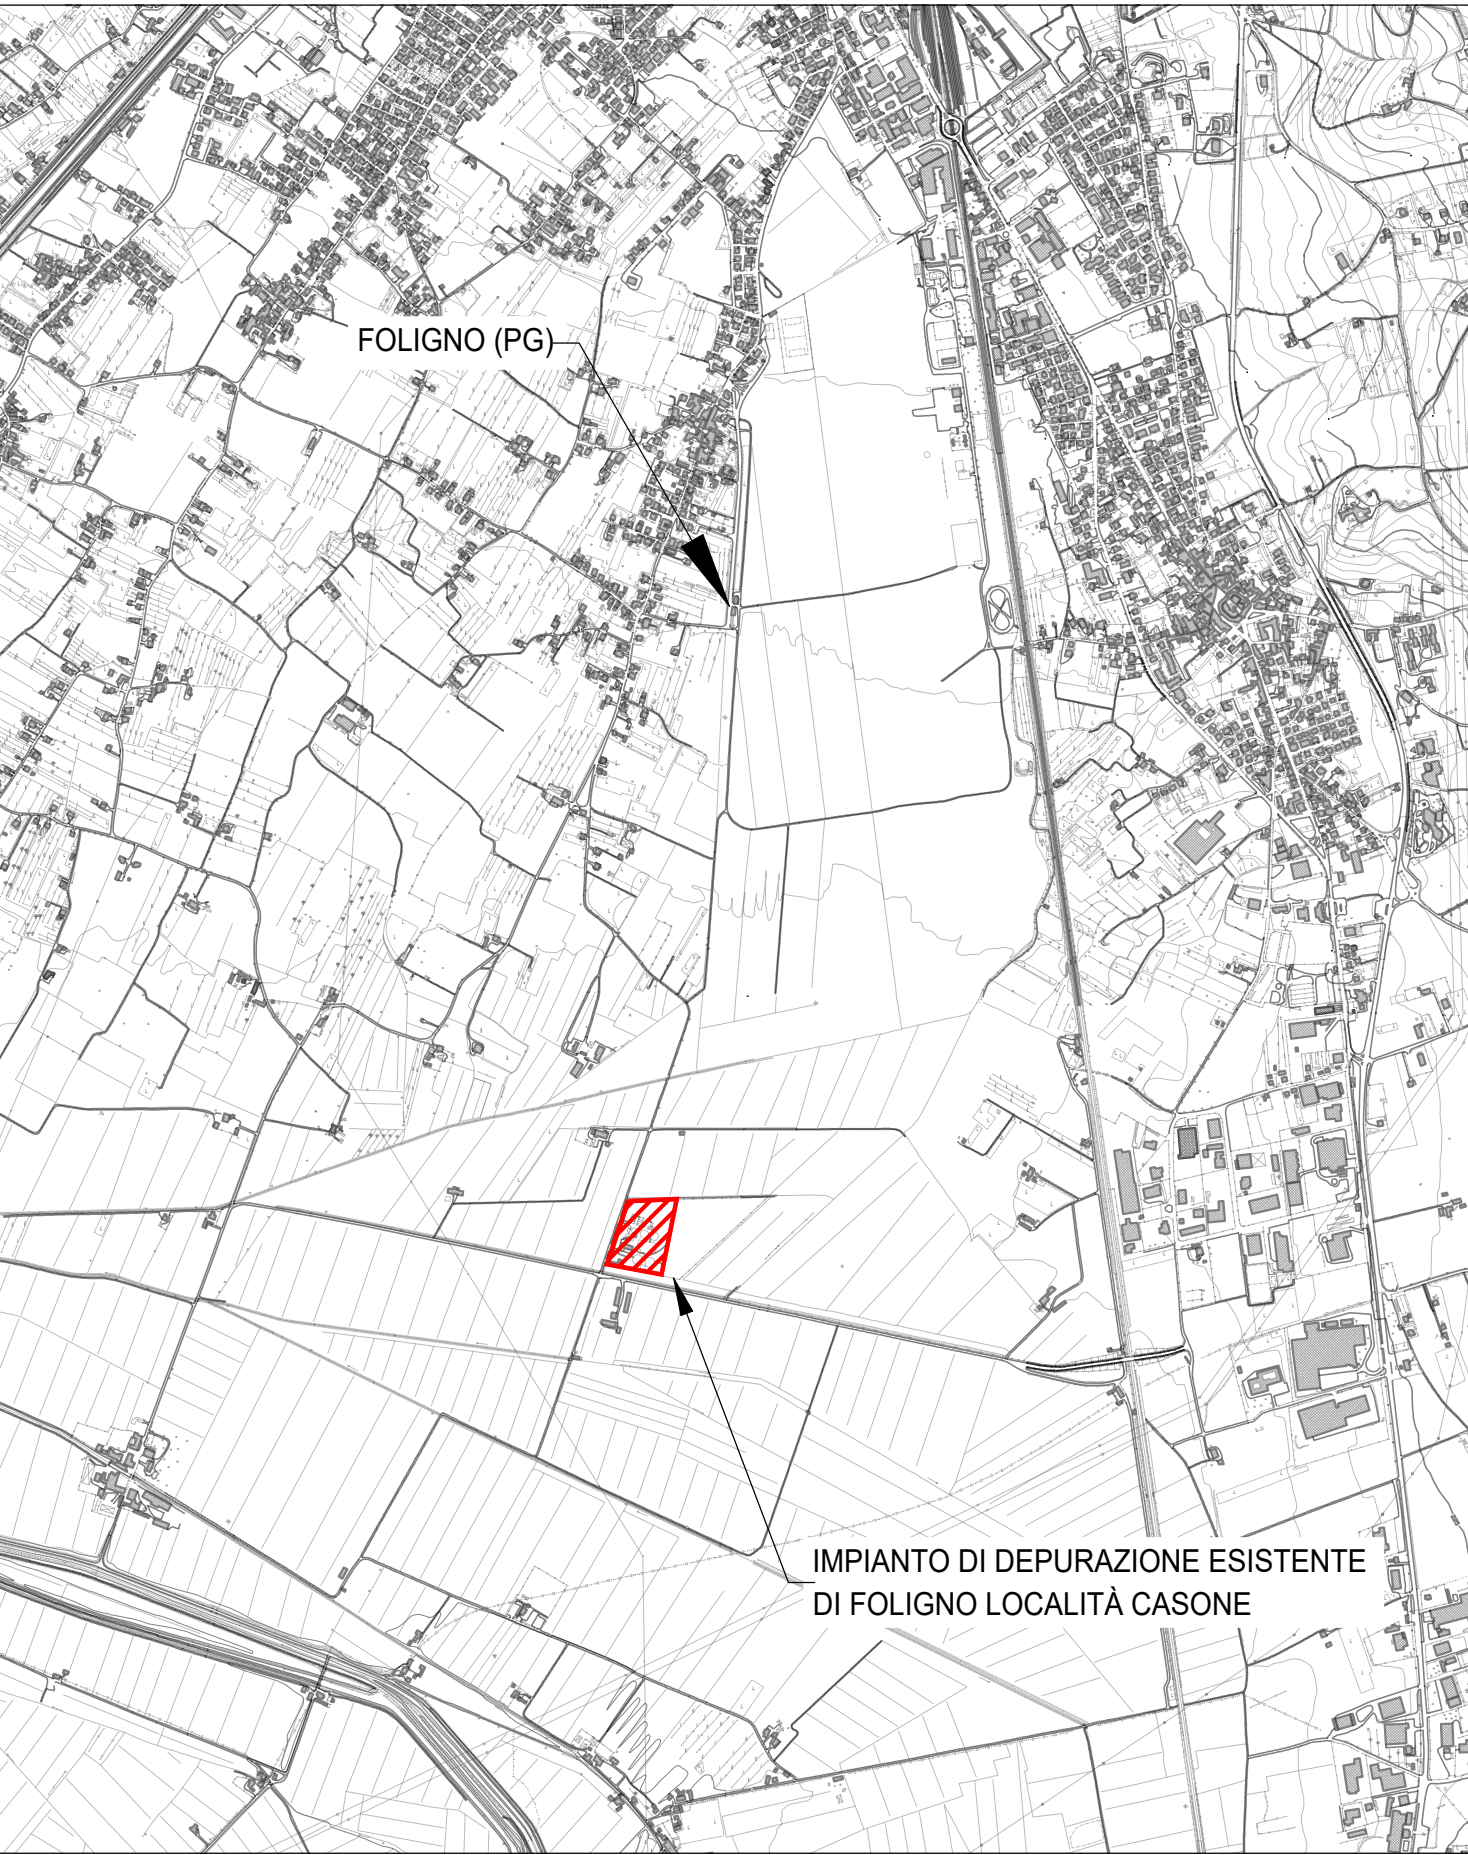 FOLIGNO (PG)
IMPIANTO DI DEPURAZIONE ESISTENTE
DI FOLIGNO LOCALITÀ CASONE